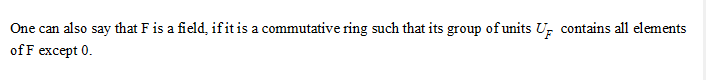 One can also say that F is a field, if it is a commutative ring such that its group of units U_F contains all elements
of F except 0.